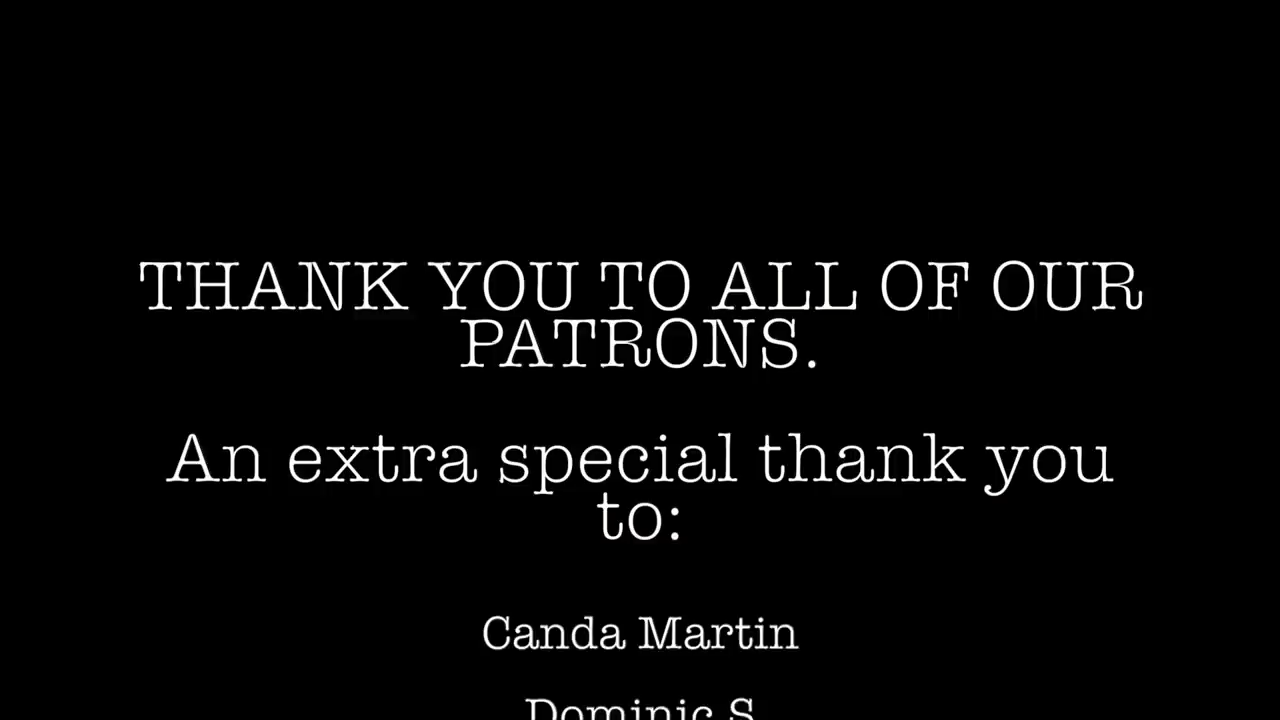 THANK YOU TO ALL OF OUR
PATRONS.
An extra special thank you
to:
Canda Martin
Dominic S